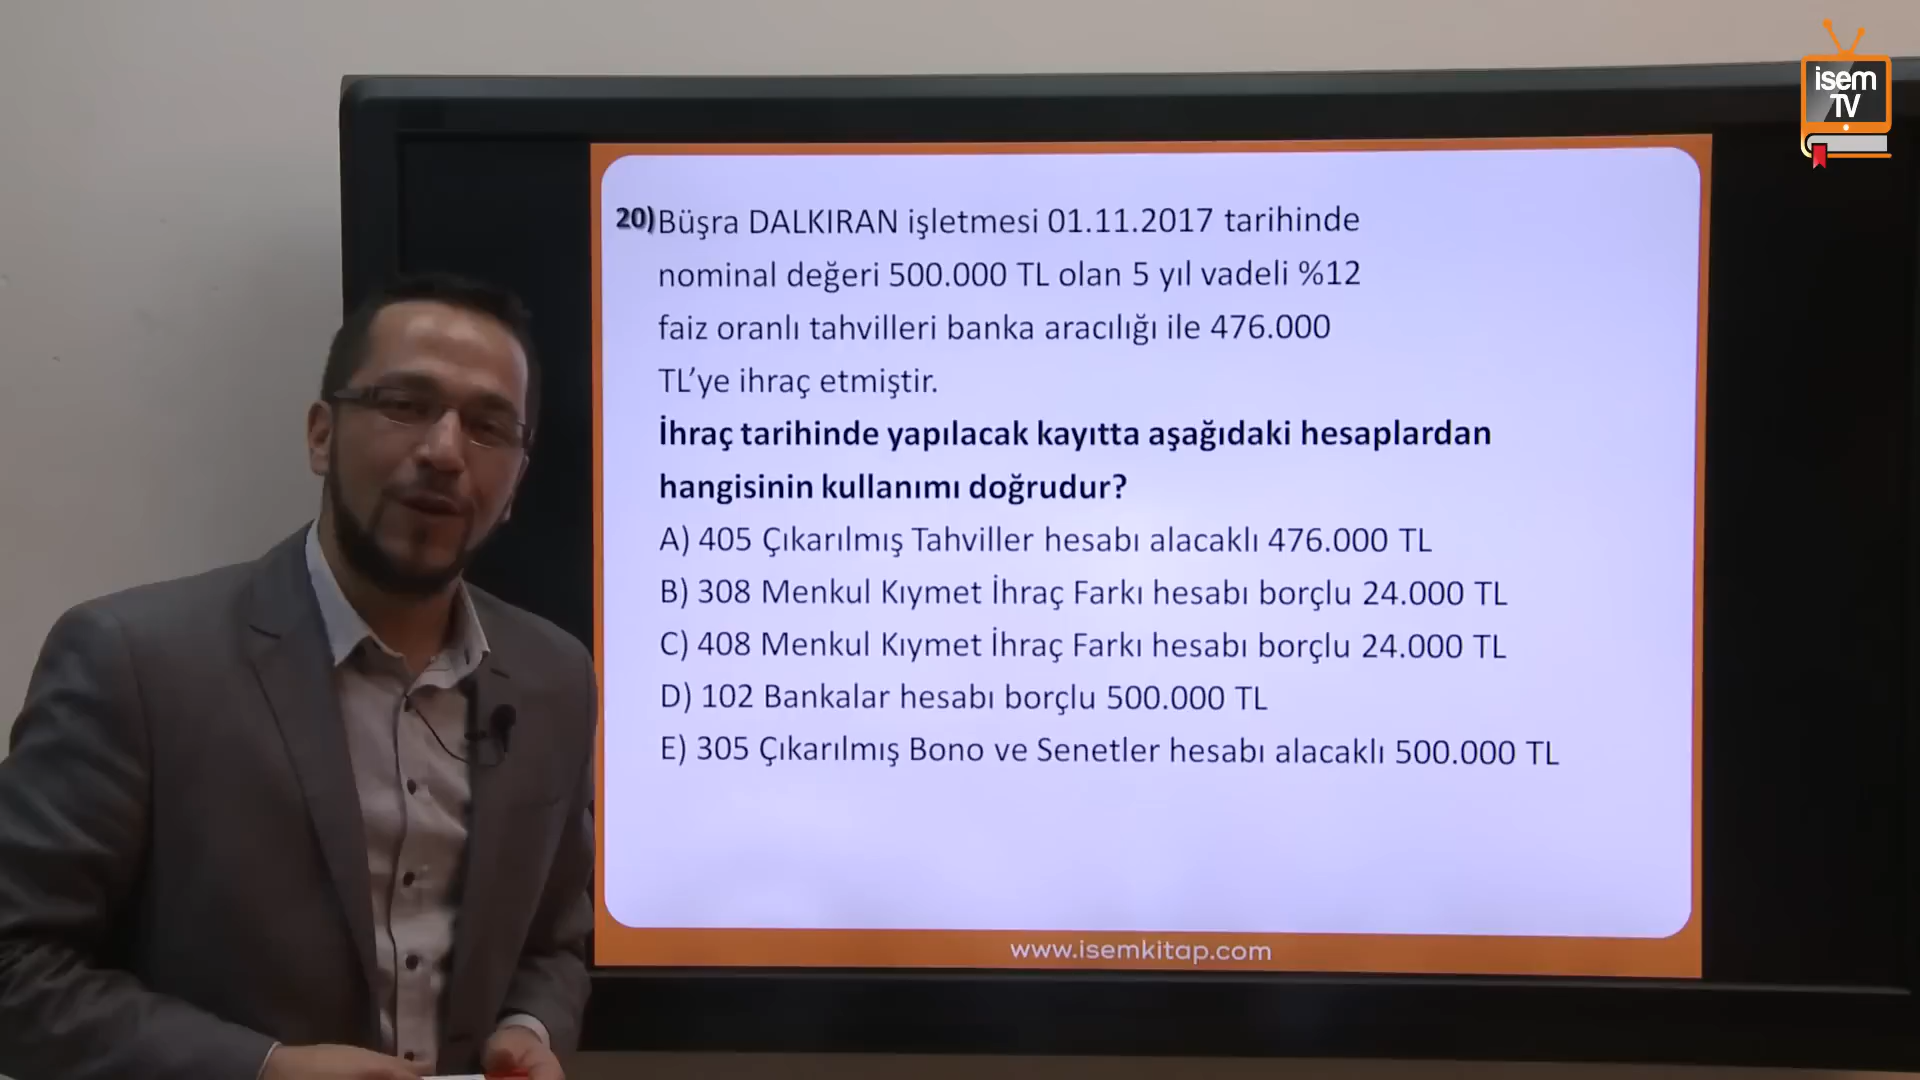 isem
TV
20) Büşra DALKIRAN işletmesi 01.11.2017 tarihinde
nominal değeri 500.000 TL olan 5 yıl vadeli %12
faiz oranlı tahvilleri banka aracılığı ile 476.000
TL’ye ihraç etmiştir.
İhraç tarihinde yapılacak kayıtta aşağıdaki hesaplardan
hangisinin kullanımı doğrudur?
A) 405 Çıkarılmış Tahviller hesabı alacaklı 476.000 TL
B) 308 Menkul Kıymet İhraç Farkı hesabı borçlu 24.000 TL
C) 408 Menkul Kıymet İhraç Farkı hesabı borçlu 24.000 TL
D) 102 Bankalar hesabı borçlu 500.000 TL
E) 305 Çıkarılmış Bono ve Senetler hesabı alacaklı 500.000 TL
www.isemkitap.com